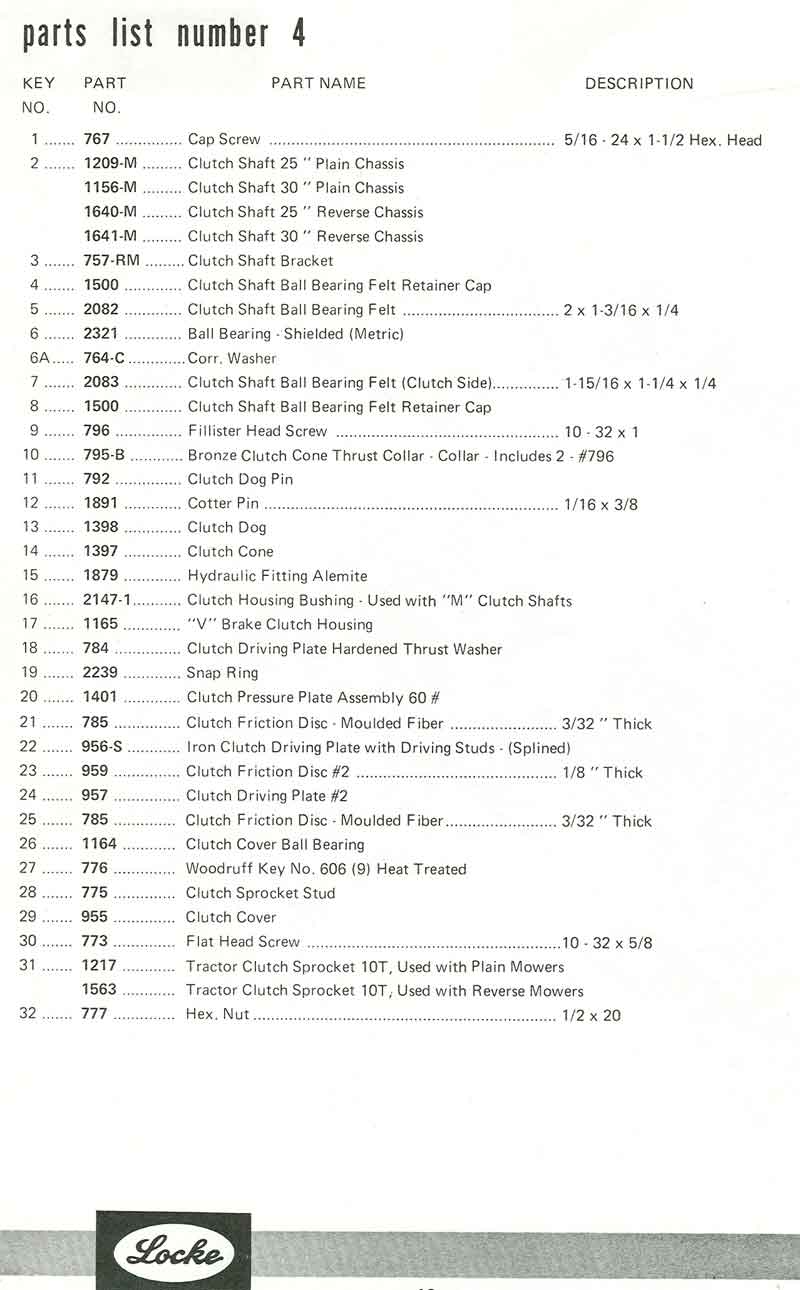 parts list number 4
KEY PART PART NAME DESCRIPTION
NO. NO.
1 ....... 767 ............... Cap Screw .............................................................. 5/16 - 24 x 1-1/2 Hex. Head
2 ....... 1209-M ......... Clutch Shaft 25 " Plain Chassis
1156-M ......... Clutch Shaft 30 " Plain Chassis
1640-M ......... Clutch Shaft 25 " Reverse Chassis
1641-M ......... Clutch Shaft 30 " Reverse Chassis
3 ....... 757-RM ......... Clutch Shaft Bracket
4 ....... 1500 ............. Clutch Shaft Ball Bearing Felt Retainer Cap
5 ....... 2082 ............. Clutch Shaft Ball Bearing Felt .................................. 2 x 1-3/16 x 1/4
6 ....... 2321 ............. Ball Bearing - Shielded (Metric)
6A..... 764-C ............ Corr. Washer
7 ....... 2083 ............. Clutch Shaft Ball Bearing Felt (Clutch Side).............. 1-15/16 x 1-1/4 x 1/4
8 ....... 1500 ............. Clutch Shaft Ball Bearing Felt Retainer Cap
9 ....... 796 ............... Fillister Head Screw ................................................ 10 - 32 x 1
10 ....... 795-B ............ Bronze Clutch Cone Thrust Collar - Collar - Includes 2 - #796
11 ....... 792 ............... Clutch Dog Pin
12 ....... 1891 ............. Cotter Pin ................................................................ 1/16 x 3/8
13 ....... 1398 ............. Clutch Dog
14 ....... 1397 ............. Clutch Cone
15 ....... 1879 ............. Hydraulic Fitting Alemite
16 ....... 2147-1........... Clutch Housing Bushing - Used with "M" Clutch Shafts
17 ....... 1165 ............. "V" Brake Clutch Housing
18 ....... 784 ............... Clutch Driving Plate Hardened Thrust Washer
19 ....... 2239 ............. Snap Ring
20 ....... 1401 ............. Clutch Pressure Plate Assembly 60 #
21 ....... 785 ............... Clutch Friction Disc - Moulded Fiber ....................... 3/32 " Thick
22 ....... 956-S ............ Iron Clutch Driving Plate with Driving Studs - (Splined)
23 ....... 959 ............... Clutch Friction Disc #2 ........................................... 1/8 " Thick
24 ....... 957 ............... Clutch Driving Plate #2
25 ....... 785 .............. Clutch Friction Disc - Moulded Fiber........................ 3/32 " Thick
26 ....... 1164 ............ Clutch Cover Ball Bearing
27 ....... 776 .............. Woodruff Key No. 606 (9) Heat Treated
28 ....... 775 .............. Clutch Sprocket Stud
29 ....... 955 .............. Clutch Cover
30 ....... 773 .............. Flat Head Screw .......................................................10 - 32 x 5/8
31 ....... 1217 ............ Tractor Clutch Sprocket 10T, Used with Plain Mowers
1563 ............ Tractor Clutch Sprocket 10T, Used with Reverse Mowers
32 ....... 777 .............. Hex. Nut .................................................................. 1/2 x 20
Locke